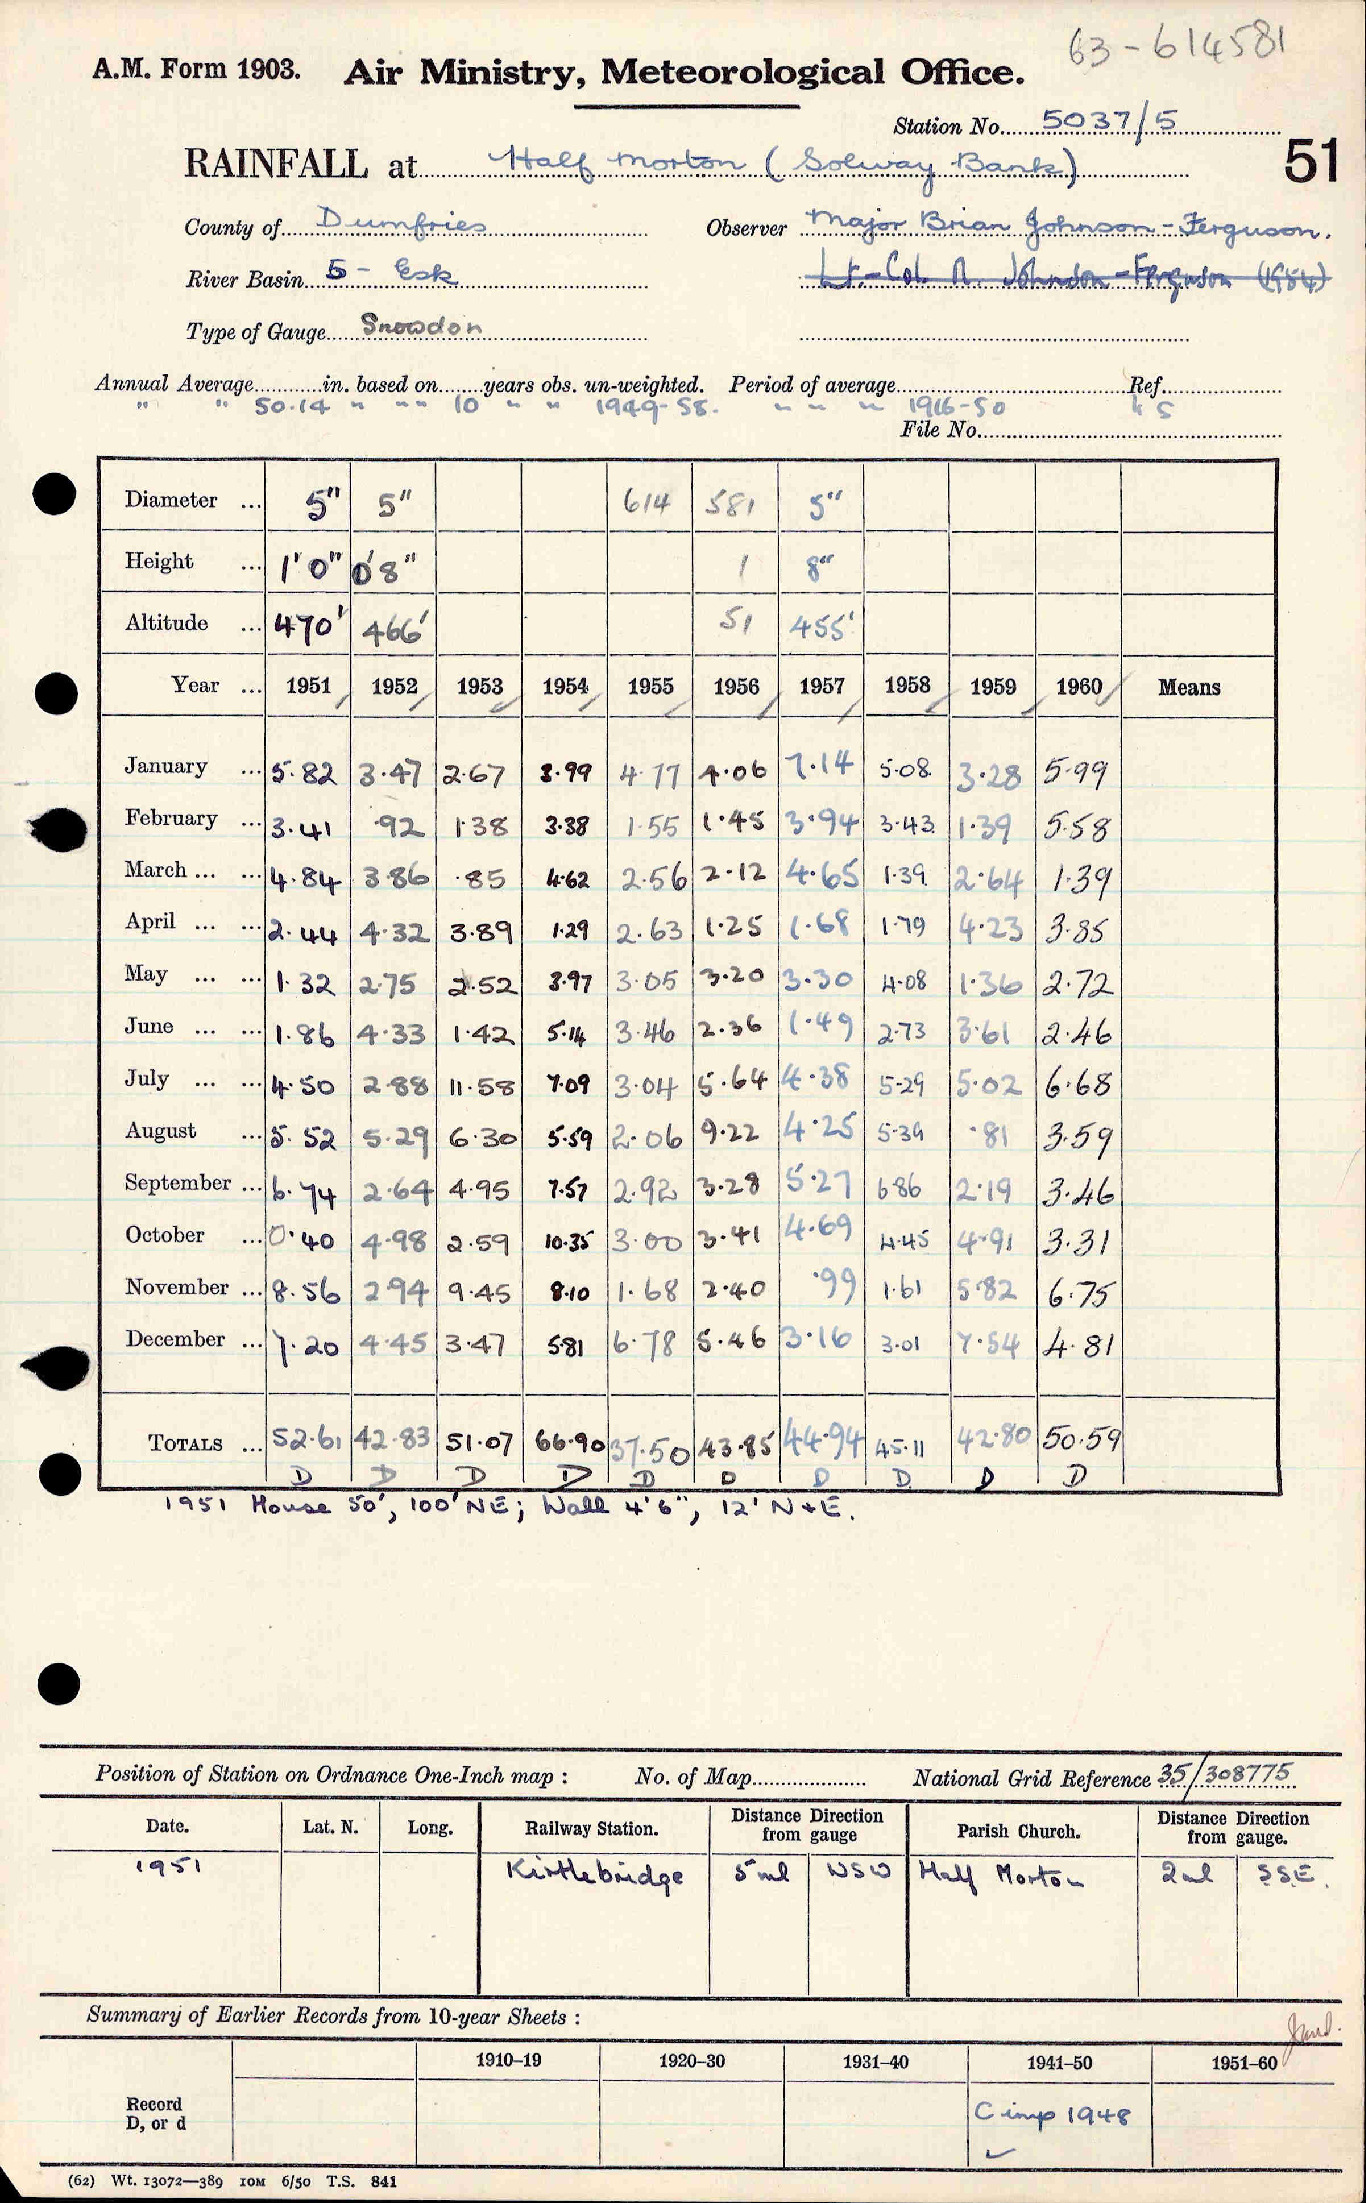 63-614581
A.M. Form 1903. Air Ministry, Meteorological Office.
Station No. 5037/5
RAINFALL at Half Morton (Solway Bank) 51
County of Dumfries Observer Major Brian Johnson-Ferguson.
River Basin 5 - Esk Lt.-Col. A. Johnson-Ferguson (1954)
Type of Gauge Snowdon
Annual Average in. based on years obs. un-weighted. Period of average Ref.
" " 50.14 " " " 10 " " 1949-58. " " " 1916-50 " S
File No.
Diameter ... 5" 5" 614 581 5"
Height ... 1'0" 0'8" 1 8"
Altitude ... 470' 466' 51 455'
Year ... 1951 1952 1953 1954 1955 1956 1957 1958 1959 1960 Means
January ... 5.82 3.47 2.67 3.99 4.77 4.06 7.14 5.08 3.28 5.99
February ... 3.41 .92 1.38 3.38 1.55 1.45 3.94 3.43 1.39 5.58
March ... ... 4.84 3.86 .85 4.62 2.56 2.12 4.65 1.39 2.64 1.39
April ... ... 2.44 4.32 3.89 1.29 2.63 1.25 1.68 1.79 4.23 3.85
May ... ... 1.32 2.75 2.52 3.97 3.05 3.20 3.30 4.08 1.36 2.72
June ... ... 1.86 4.33 1.42 5.14 3.46 2.36 1.49 2.73 3.61 2.46
July ... ... 4.50 2.88 11.58 7.09 3.04 5.64 4.38 5.29 5.02 6.68
August ... 5.52 5.29 6.30 5.59 2.06 9.22 4.25 5.39 .81 3.59
September ... 6.74 2.64 4.95 7.57 2.92 3.28 5.27 6.86 2.19 3.46
October ... 0.40 4.98 2.59 10.35 3.00 3.41 4.69 4.45 4.91 3.31
November ... 8.56 2.94 9.45 8.10 1.68 2.40 .99 1.61 5.82 6.75
December ... 7.20 4.45 3.47 5.81 6.78 5.46 3.16 3.01 7.54 4.81
TOTALS ... 52.61 42.83 51.07 66.90 37.50 43.85 44.94 45.11 42.80 50.59
D D D D D D D D D D
1951 House 50', 100' NE; Wall 4'6", 12' N+E.
Position of Station on Ordnance One-Inch map : No. of Map National Grid Reference 35/308775
Date. Lat. N. Long. Railway Station. Distance Direction from gauge Parish Church. Distance Direction from gauge.
1951 Kirtlebridge 5 ml WSW Half Morton 2 ml SSE.
Summary of Earlier Records from 10-year Sheets :
1910–19 1920–30 1931–40 1941–50 1951–60
Record
D, or d
C imp 1948
(62) Wt. 13072—389 10M 6/50 T.S. 841